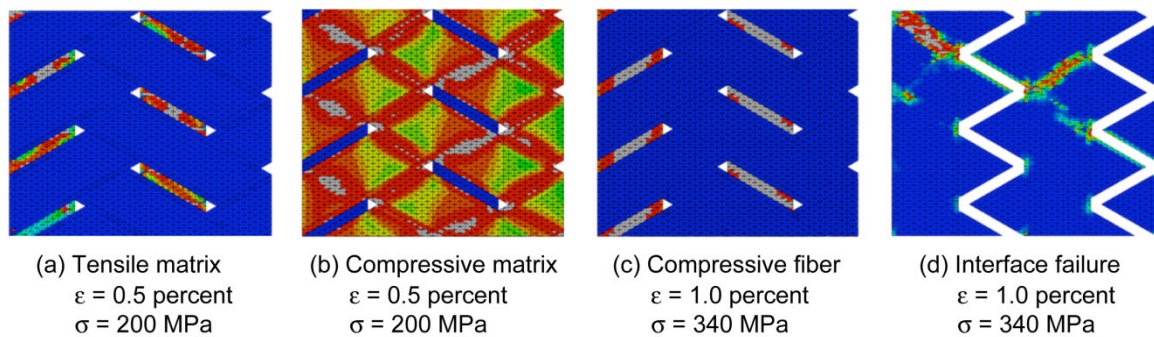 (a) Tensile matrix
ε = 0.5 percent
σ = 200 MPa
(b) Compressive matrix
ε = 0.5 percent
σ = 200 MPa
(c) Compressive fiber
ε = 1.0 percent
σ = 340 MPa
(d) Interface failure
ε = 1.0 percent
σ = 340 MPa